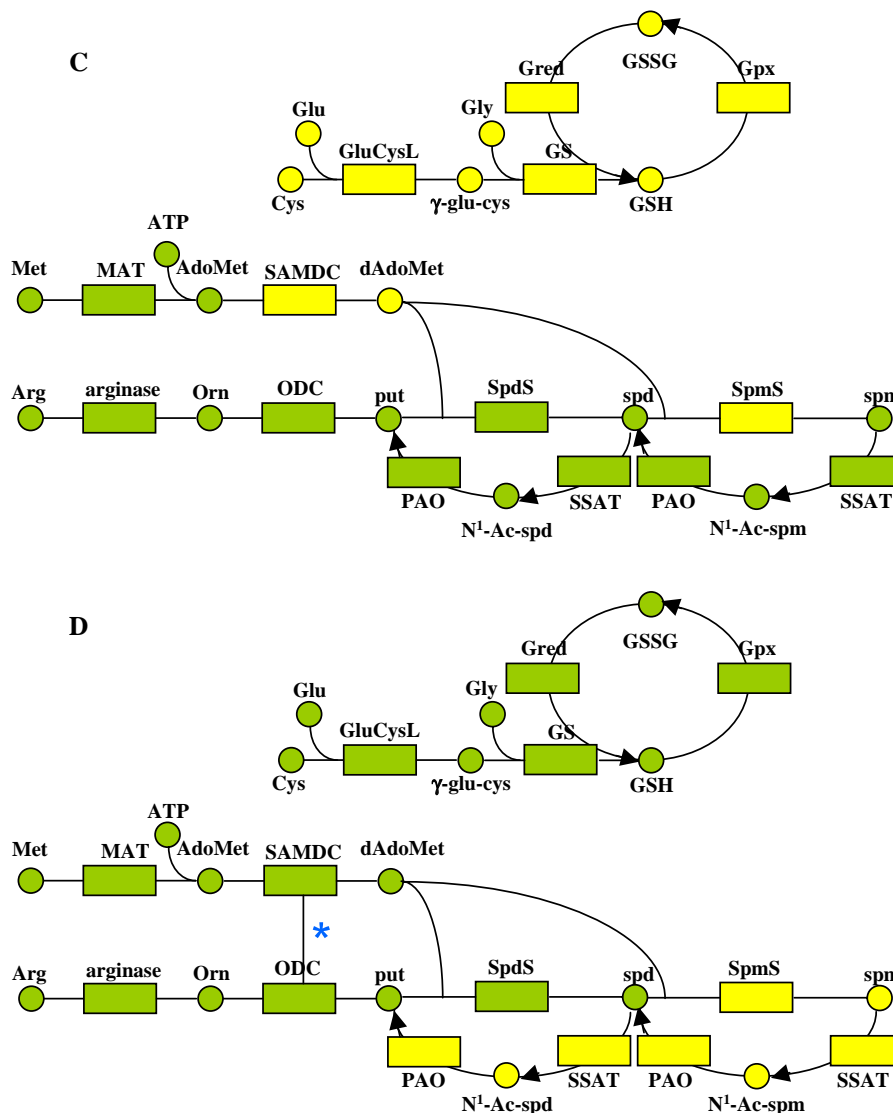 C
GSSG
Gred
Gpx
Glu
Gly
GluCysL
GS
Cys
γ-glu-cys
GSH
ATP
Met
MAT
AdoMet
SAMDC
dAdoMet
Arg
arginase
Orn
ODC
put
SpdS
spd
SpmS
spm
PAO
SSAT
PAO
SSAT
N¹-Ac-spd
N¹-Ac-spm
D
GSSG
Gred
Gpx
Glu
Gly
GluCysL
GS
Cys
γ-glu-cys
GSH
ATP
Met
MAT
AdoMet
SAMDC
dAdoMet
*
Arg
arginase
Orn
ODC
put
SpdS
spd
SpmS
spm
PAO
SSAT
PAO
SSAT
N¹-Ac-spd
N¹-Ac-spm